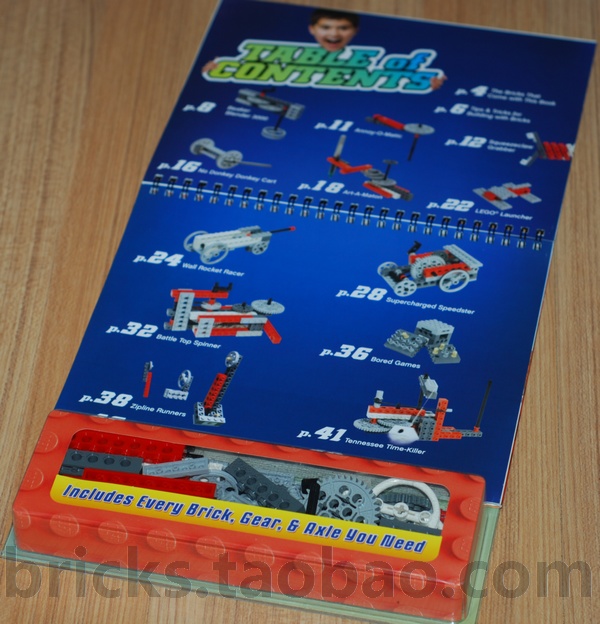 TABLE of
CONTENTS
p.4 The Bricks That
Come with This Book
p.6 Tips & Tricks for
Building with Bricks
p.8
p.11 Annoy-O-Matic
p.12 Squeezeclaw
Grabber
p.16 No Donkey Donkey Cart
p.18 Art-A-Matus
p.22 LEGO® Launcher
p.24 Wall Rocket Racer
p.28 Supercharged Speedster
p.32 Battle Top Spinner
p.36 Bored Games
p.38 Zipline Runners
p.41 Tennessee Time-Killer
Includes Every Brick, Gear, & Axle You Need
bricks.taobao.com